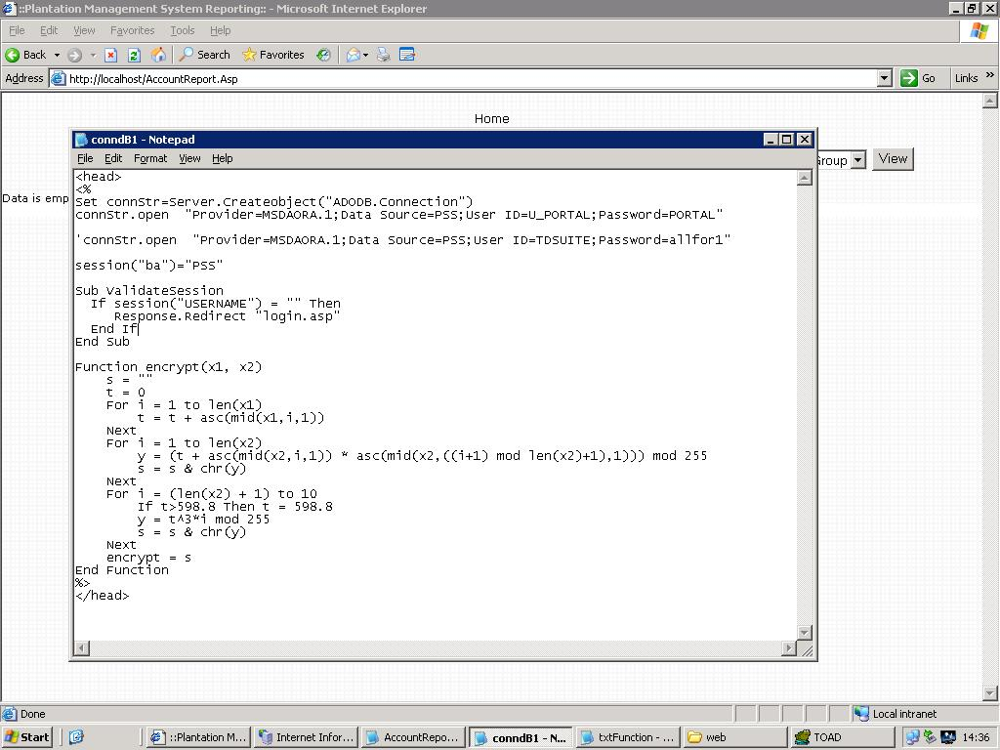 ::Plantation Management System Reporting:: - Microsoft Internet Explorer
File Edit View Favorites Tools Help
Back Search Favorites
Address http://localhost/AccountReport.Asp Go Links »
Home
conndB1 - Notepad
File Edit Format View Help
Group View
Data is emp
<head>
<%
Set connStr=Server.Createobject("ADODB.Connection")
connStr.open  "Provider=MSDAORA.1;Data Source=PSS;User ID=U_PORTAL;Password=PORTAL"
'connStr.open  "Provider=MSDAORA.1;Data Source=PSS;User ID=TDSUITE;Password=allfor1"
session("ba")="PSS"
Sub ValidateSession
  If session("USERNAME") = "" Then
     Response.Redirect "login.asp"
  End If
End Sub
Function encrypt(x1, x2)
    s = ""
    t = 0
    For i = 1 to len(x1)
        t = t + asc(mid(x1,i,1))
    Next
    For i = 1 to len(x2)
        y = (t + asc(mid(x2,i,1)) * asc(mid(x2,((i+1) mod len(x2)+1),1))) mod 255
        s = s & chr(y)
    Next
    For i = (len(x2) + 1) to 10
        If t>598.8 Then t = 598.8
        y = t^3*i mod 255
        s = s & chr(y)
    Next
    encrypt = s
End Function
%>
</head>
Done Local intranet
Start ::Plantation M... Internet Infor... AccountRepo... conndB1 - N... txtFunction - ... web TOAD 14:36